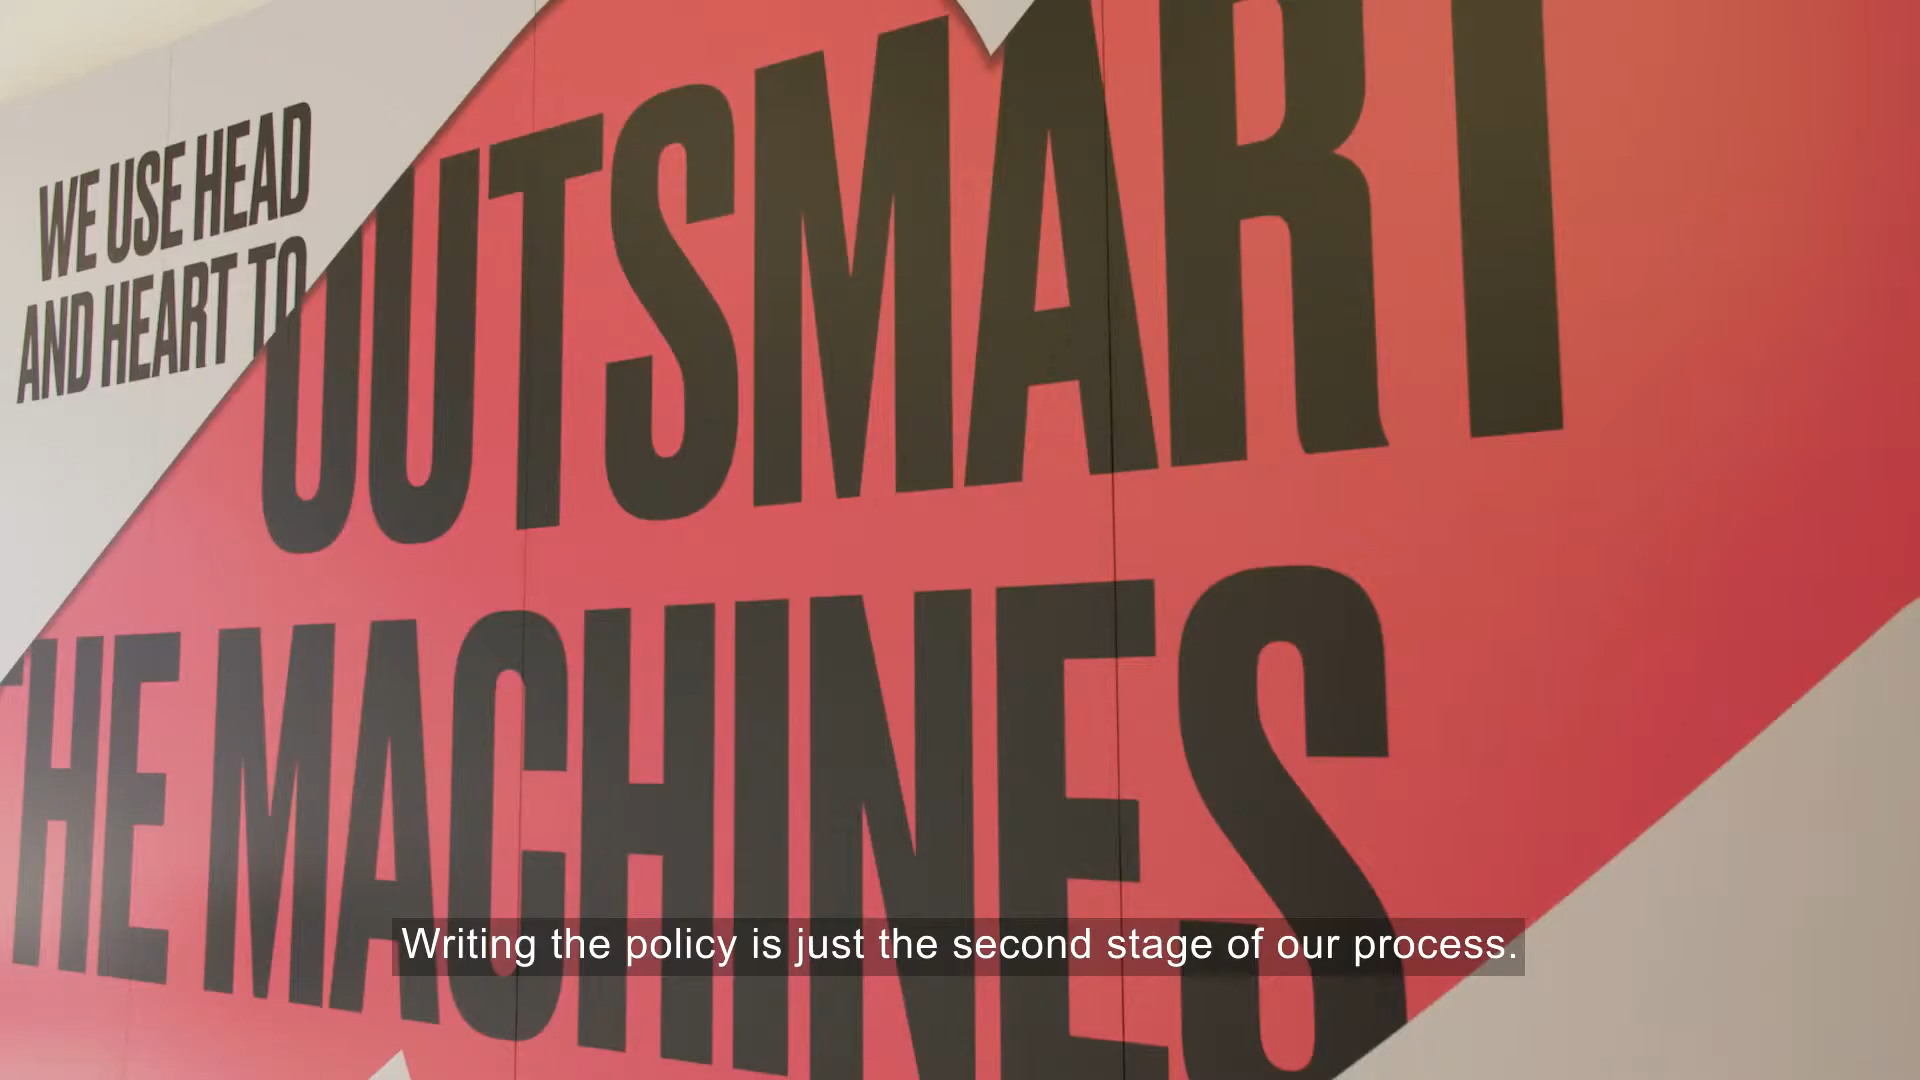 WE USE HEAD
AND HEART TO
OUTSMART
THE MACHINES
Writing the policy is just the second stage of our process.